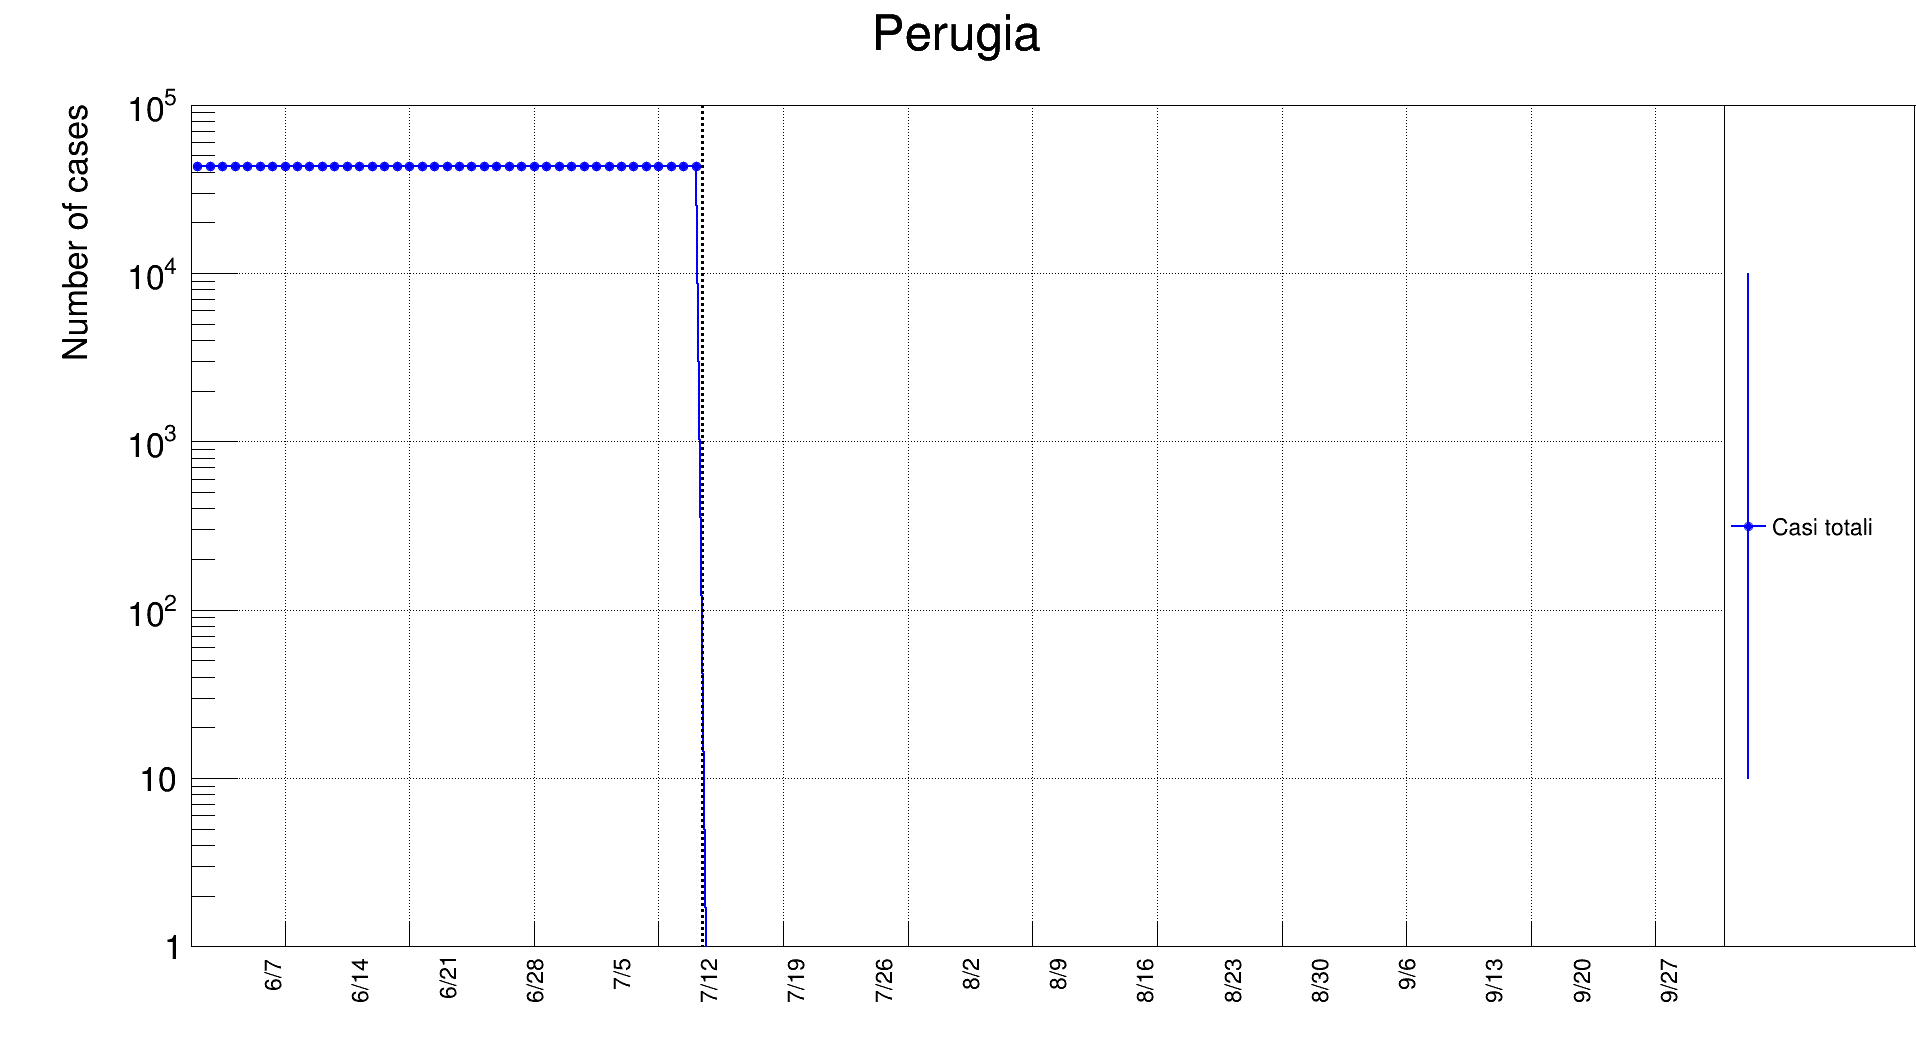 Perugia
Number of cases
10^5
10^4
10^3
10^2
10
1
6/7 6/14 6/21 6/28 7/5 7/12 7/19 7/26 8/2 8/9 8/16 8/23 8/30 9/6 9/13 9/20 9/27
Casi totali